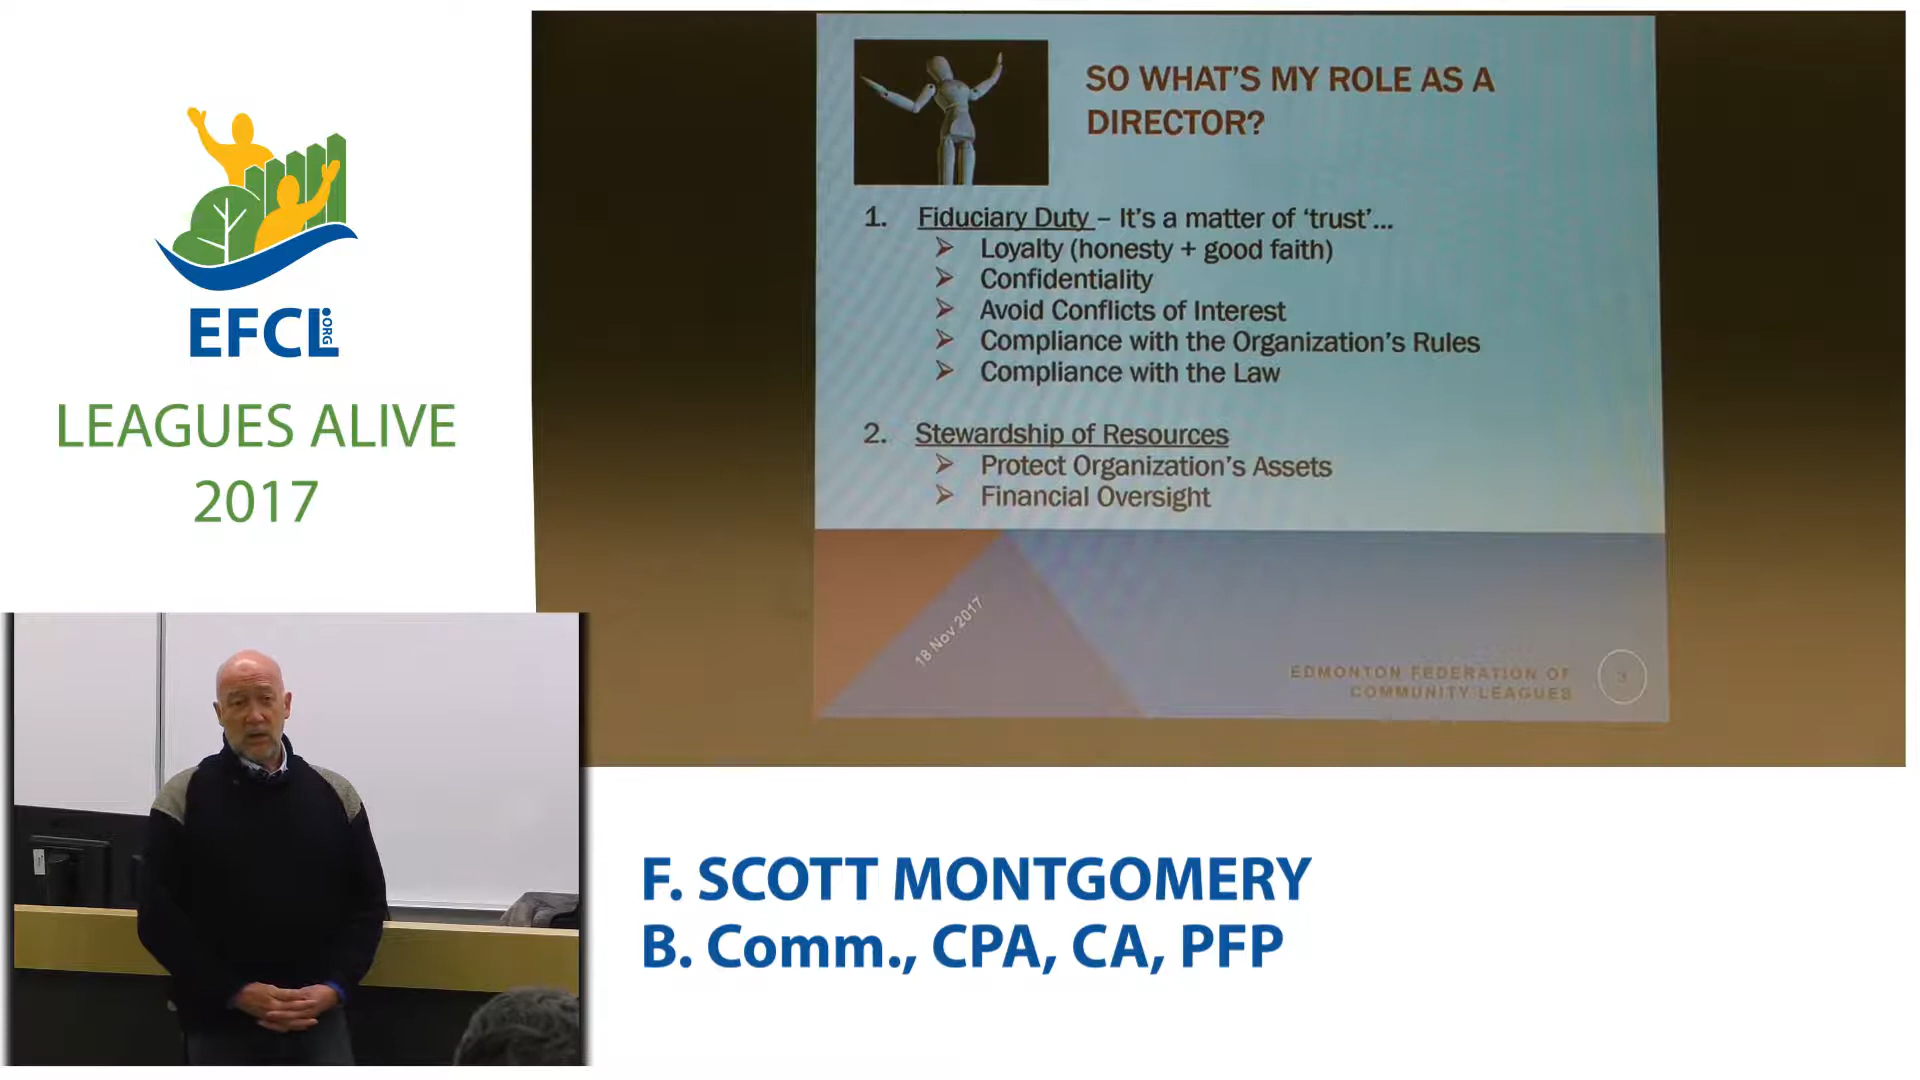 EFCL.ORG
LEAGUES ALIVE
2017
SO WHAT'S MY ROLE AS A
DIRECTOR?
1. Fiduciary Duty – It's a matter of 'trust'...
➢ Loyalty (honesty + good faith)
➢ Confidentiality
➢ Avoid Conflicts of Interest
➢ Compliance with the Organization's Rules
➢ Compliance with the Law
2. Stewardship of Resources
➢ Protect Organization's Assets
➢ Financial Oversight
18 Nov 2017
EDMONTON FEDERATION OF
COMMUNITY LEAGUES
3
F. SCOTT MONTGOMERY
B. Comm., CPA, CA, PFP